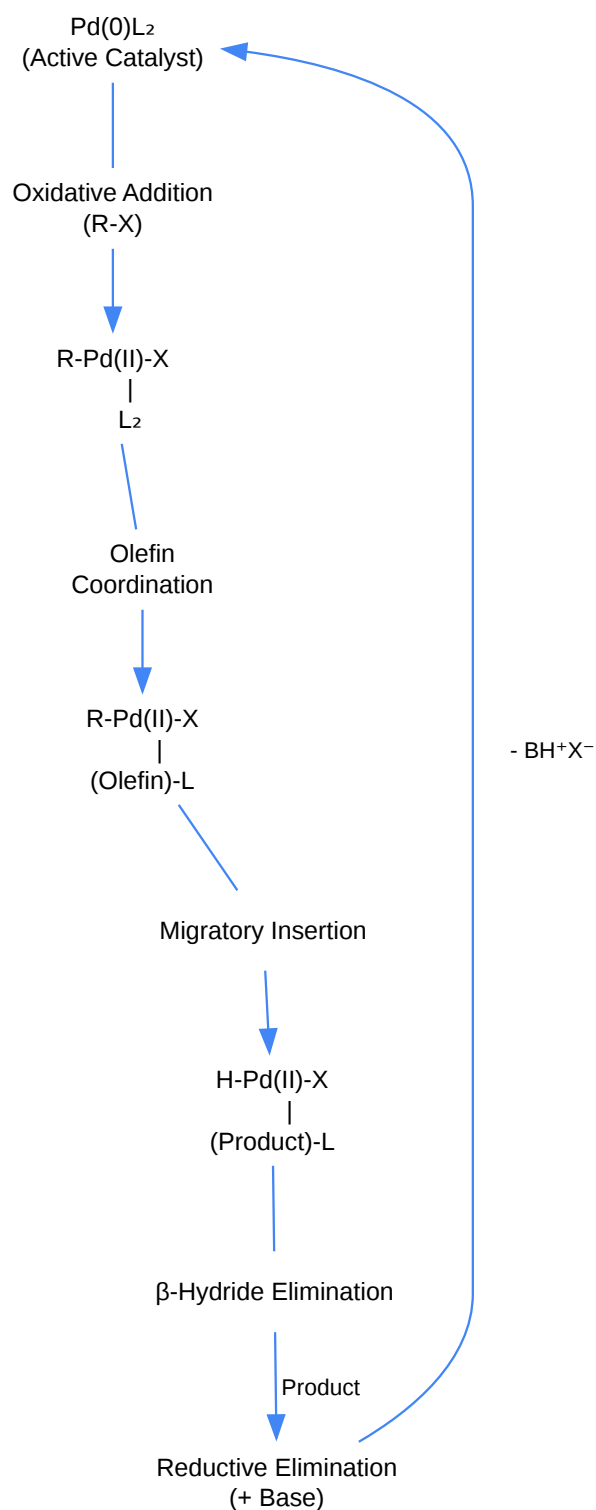 Pd(0)L₂
(Active Catalyst)
Oxidative Addition
(R-X)
R-Pd(II)-X
|
L₂
Olefin
Coordination
R-Pd(II)-X
|
(Olefin)-L
- BH⁺X⁻
Migratory Insertion
H-Pd(II)-X
|
(Product)-L
β-Hydride Elimination
Product
Reductive Elimination
(+ Base)